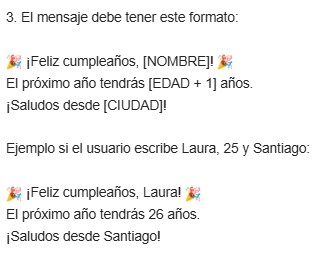 3. El mensaje debe tener este formato:
🎉 ¡Feliz cumpleaños, [NOMBRE]! 🎉
El próximo año tendrás [EDAD + 1] años.
¡Saludos desde [CIUDAD]!
Ejemplo si el usuario escribe Laura, 25 y Santiago:
🎉 ¡Feliz cumpleaños, Laura! 🎉
El próximo año tendrás 26 años.
¡Saludos desde Santiago!